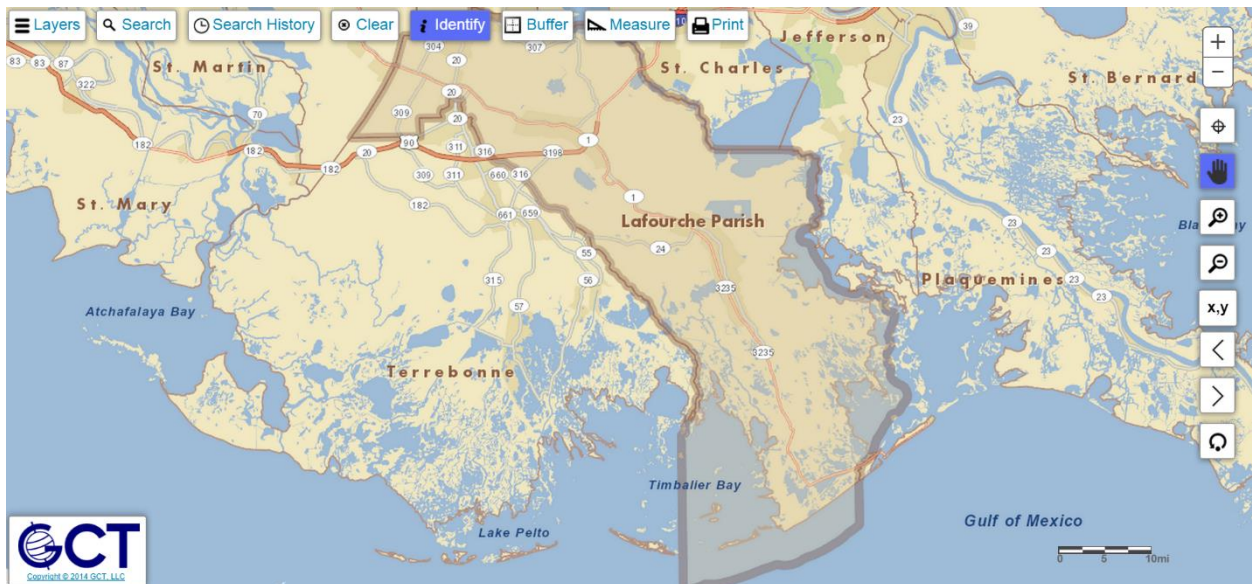 Layers
Search
Search History
Clear
Identify
Buffer
Measure
Print
10
39
304
307
Jefferson
St. Martin
St. Charles
St. Bernard
83 83 87
322
20
70
309
20
23
182
182
182
20
90
20
311
316
3198
1
309
311
660 316
1
St. Mary
182
661 659
Lafourche Parish
24
55
56
23
23
23
Plaquemines
315
57
3235
3235
Atchafalaya Bay
Terrebonne
Timbalier Bay
Lake Pelto
Gulf of Mexico
0 5 10mi
+
−
x,y
<
>
GCT
Copyright © 2014 GCT, LLC